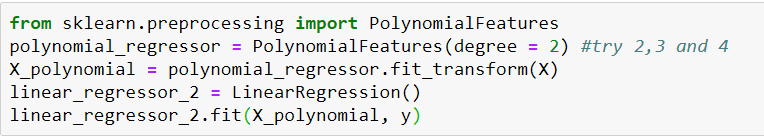 from sklearn.preprocessing import PolynomialFeatures
polynomial_regressor = PolynomialFeatures(degree = 2) #try 2,3 and 4
X_polynomial = polynomial_regressor.fit_transform(X)
linear_regressor_2 = LinearRegression()
linear_regressor_2.fit(X_polynomial, y)